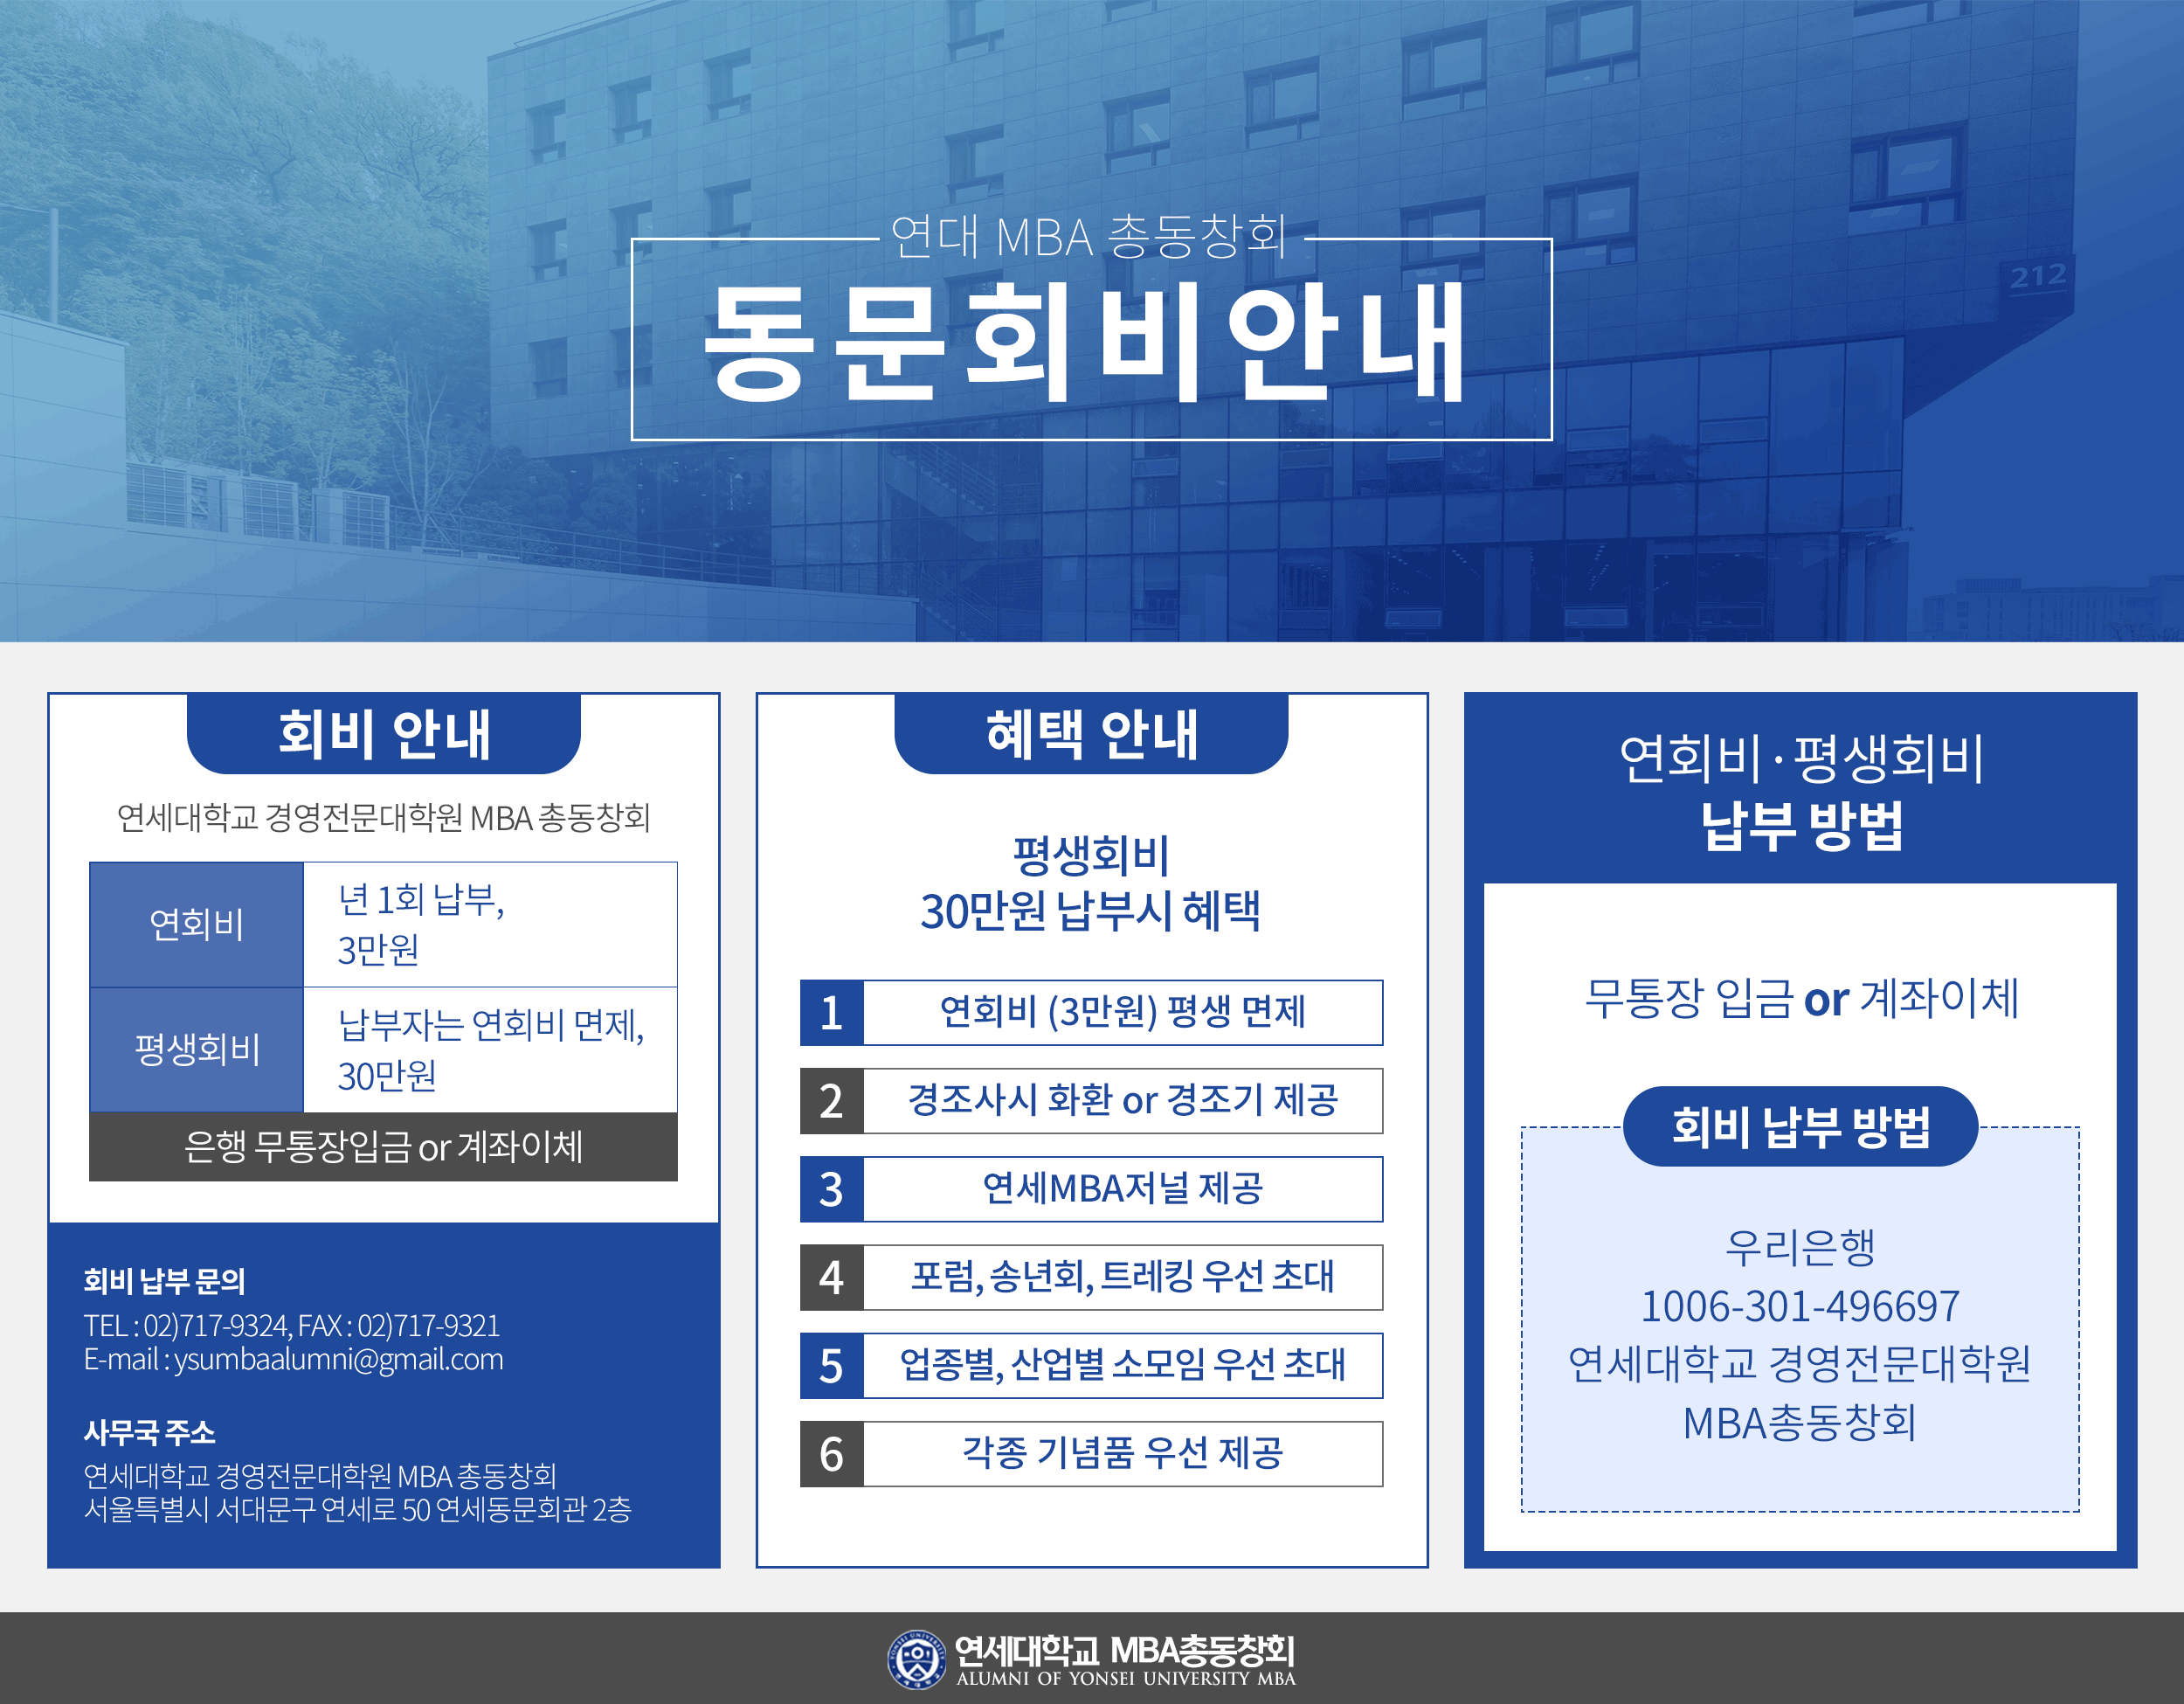 연대 MBA 총동창회
동문회비안내
212
회비 안내
연세대학교 경영전문대학원 MBA 총동창회
연회비
년 1회 납부,
3만원
평생회비
납부자는 연회비 면제,
30만원
은행 무통장입금 or 계좌이체
회비 납부 문의
TEL : 02)717-9324, FAX : 02)717-9321
E-mail : ysumbaalumni@gmail.com
사무국 주소
연세대학교 경영전문대학원 MBA 총동창회
서울특별시 서대문구 연세로 50 연세동문회관 2층
혜택 안내
평생회비
30만원 납부시 혜택
1 연회비 (3만원) 평생 면제
2 경조사시 화환 or 경조기 제공
3 연세MBA저널 제공
4 포럼, 송년회, 트레킹 우선 초대
5 업종별, 산업별 소모임 우선 초대
6 각종 기념품 우선 제공
연회비 · 평생회비
납부 방법
무통장 입금 or 계좌이체
회비 납부 방법
우리은행
1006-301-496697
연세대학교 경영전문대학원
MBA총동창회
연세대학교 MBA총동창회
ALUMNI OF YONSEI UNIVERSITY MBA